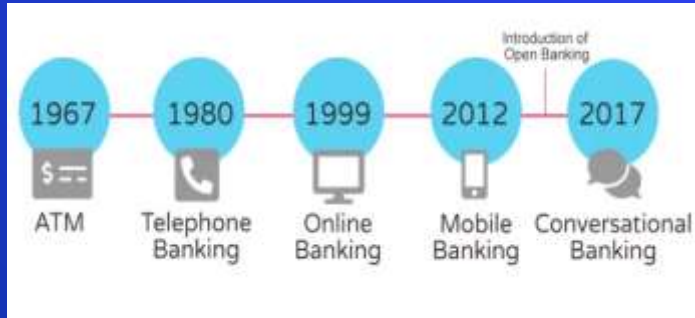 Introduction of
Open Banking
1967
1980
1999
2012
2017
$
ATM
Telephone
Banking
Online
Banking
Mobile
Banking
Conversational
Banking